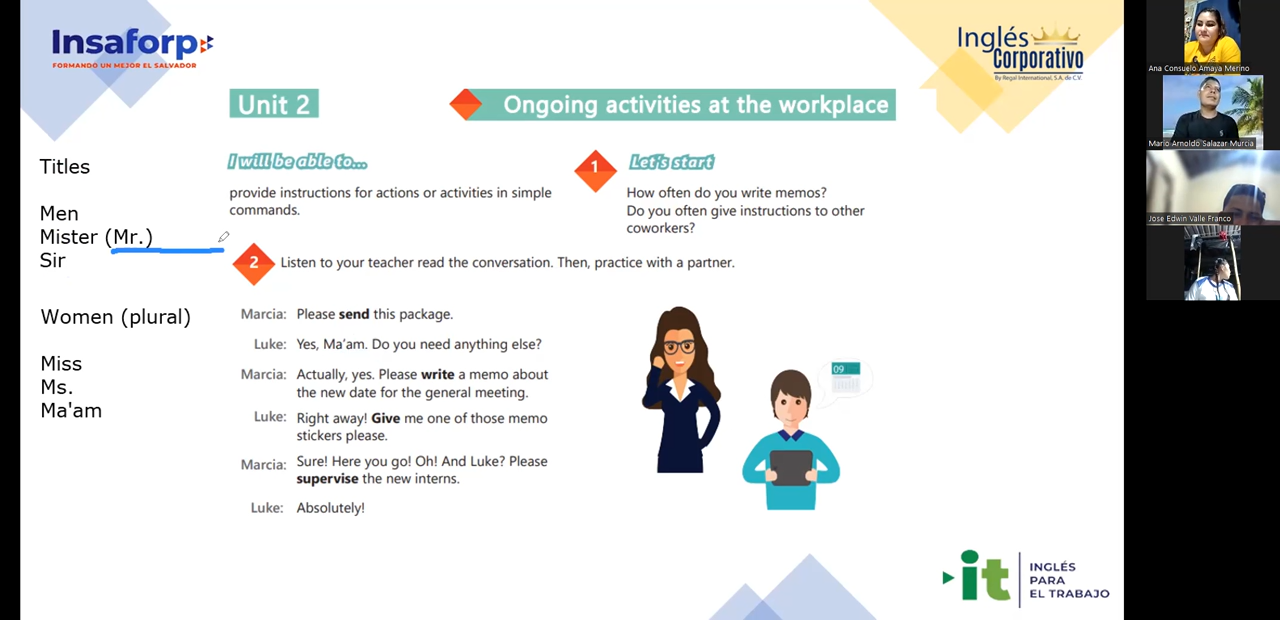 Insaforp
FORMANDO UN MEJOR EL SALVADOR
Inglés
Corporativo
By Regal International, S.A. de C.V.
Unit 2
Ongoing activities at the workplace
Titles
Men
Mister (Mr.)
Sir
Women (plural)
Miss
Ms.
Ma'am
I will be able to...
provide instructions for actions or activities in simple
commands.
1
Let's start
How often do you write memos?
Do you often give instructions to other
coworkers?
2
Listen to your teacher read the conversation. Then, practice with a partner.
Marcia: Please send this package.
Luke: Yes, Ma'am. Do you need anything else?
Marcia: Actually, yes. Please write a memo about
the new date for the general meeting.
Luke: Right away! Give me one of those memo
stickers please.
Marcia: Sure! Here you go! Oh! And Luke? Please
supervise the new interns.
Luke: Absolutely!
09
it
INGLÉS
PARA
EL TRABAJO
Ana Consuelo Amaya Merino
Mario Arnoldo Salazar Murcia
Jose Edwin Valle Franco